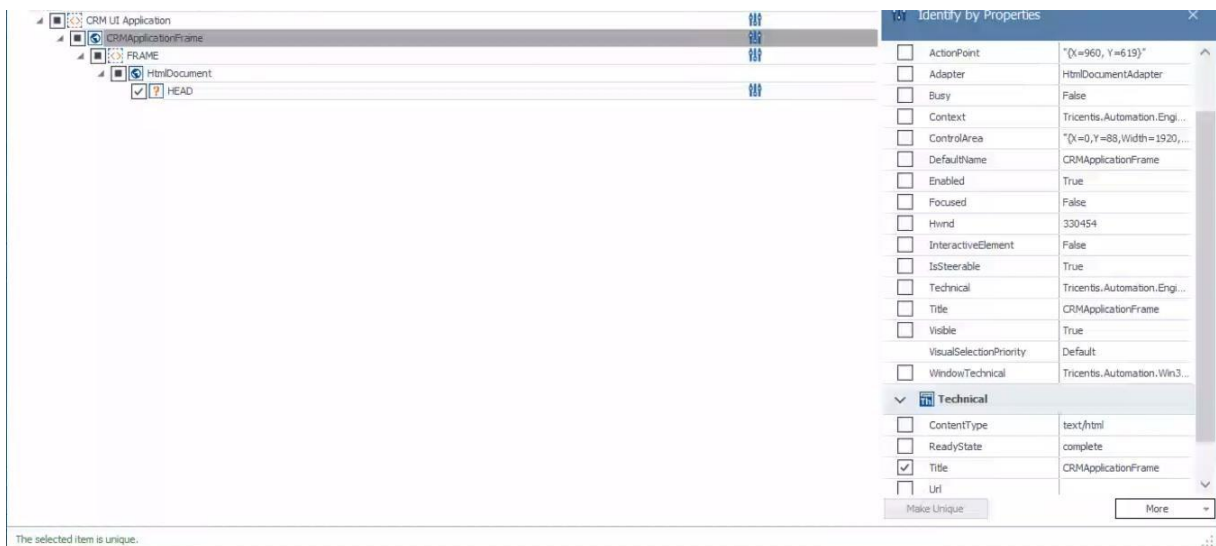 CRM UI Application
CRMApplicationFrame
FRAME
HtmlDocument
HEAD
Identify by Properties
ActionPoint "{X=960, Y=619}"
Adapter HtmlDocumentAdapter
Busy False
Context Tricentis.Automation.Engi...
ControlArea "{X=0,Y=88,Width=1920,...
DefaultName CRMApplicationFrame
Enabled True
Focused False
Hwnd 330454
InteractiveElement False
IsSteerable True
Technical Tricentis.Automation.Engi...
Title CRMApplicationFrame
Visible True
VisualSelectionPriority Default
WindowTechnical Tricentis.Automation.Win3...
Technical
ContentType text/html
ReadyState complete
Title CRMApplicationFrame
Url
Make Unique More
The selected item is unique.